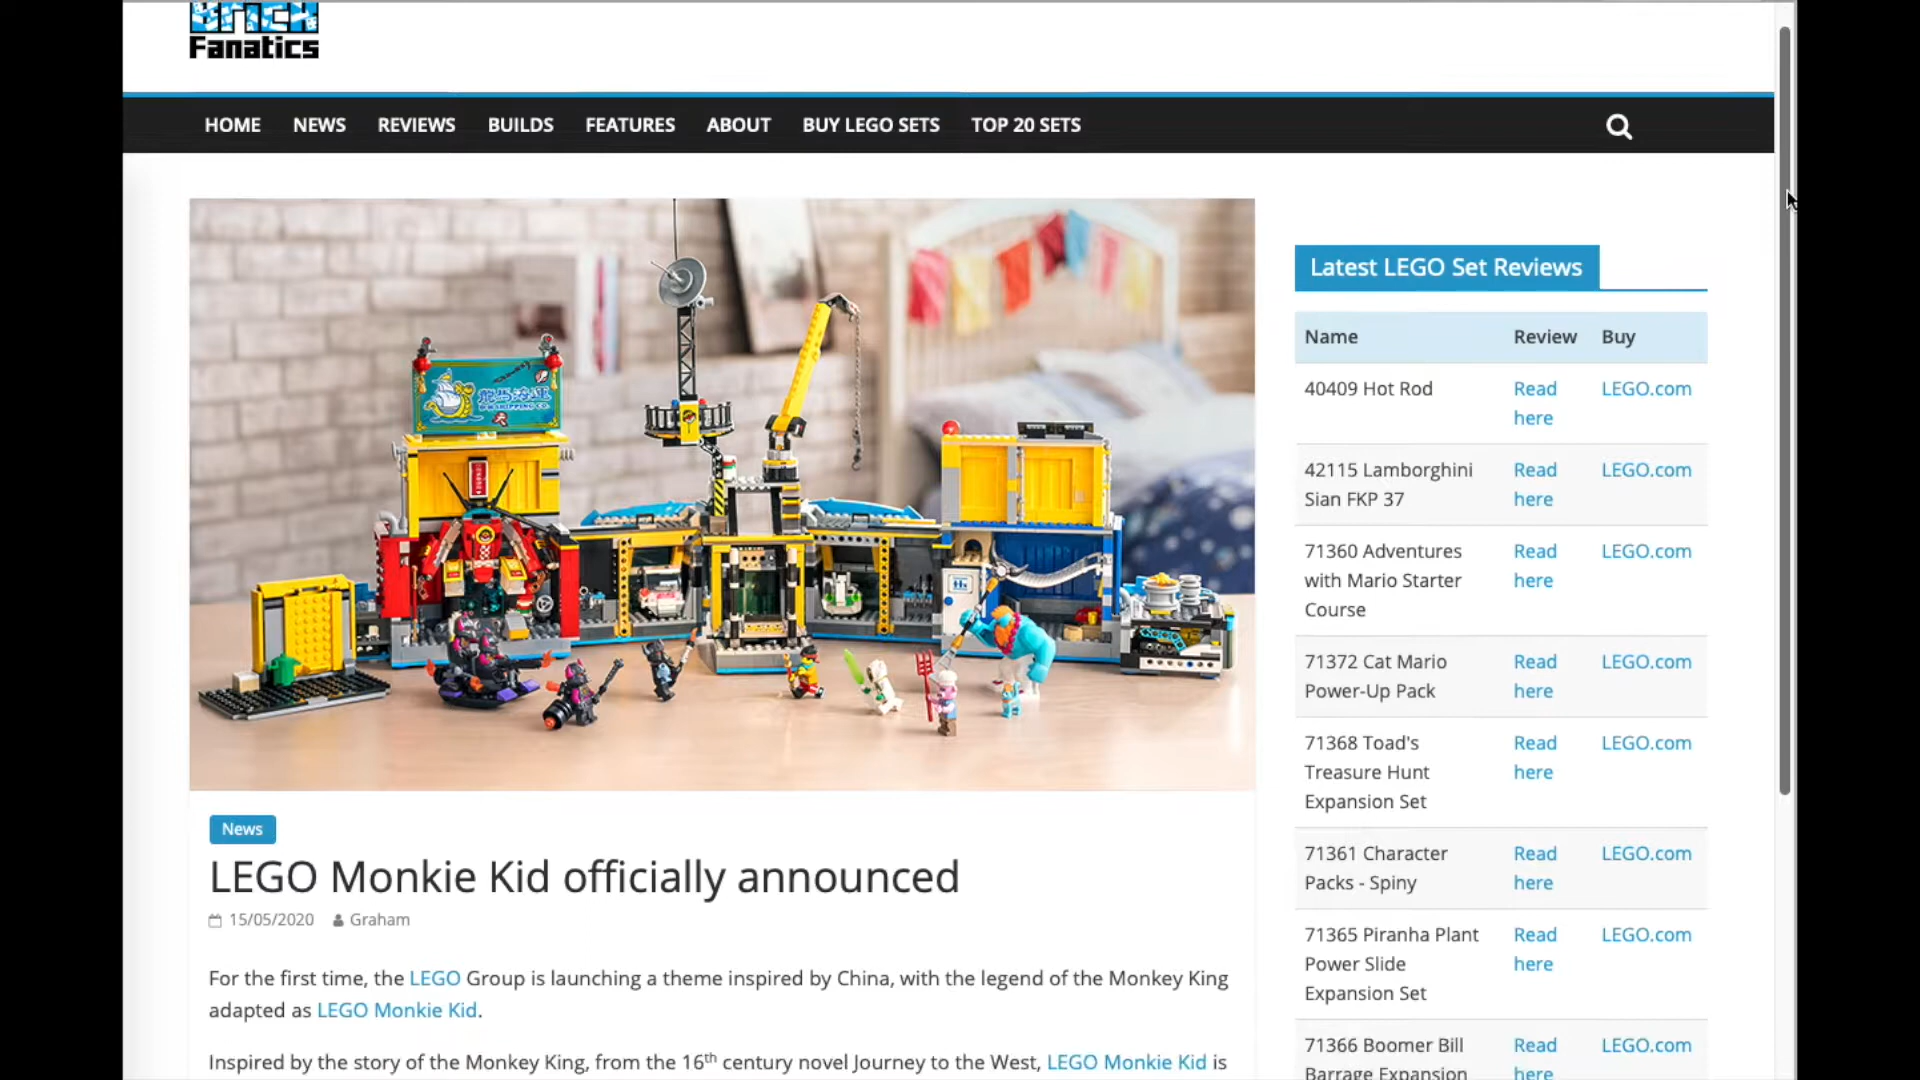 Brick
Fanatics
HOME NEWS REVIEWS BUILDS FEATURES ABOUT BUY LEGO SETS TOP 20 SETS
News
LEGO Monkie Kid officially announced
15/05/2020 Graham
For the first time, the LEGO Group is launching a theme inspired by China, with the legend of the Monkey King
adapted as LEGO Monkie Kid.
Inspired by the story of the Monkey King, from the 16th century novel Journey to the West, LEGO Monkie Kid is
Latest LEGO Set Reviews
Name Review Buy
40409 Hot Rod Read LEGO.com
here
42115 Lamborghini Read LEGO.com
Sian FKP 37 here
71360 Adventures Read LEGO.com
with Mario Starter here
Course
71372 Cat Mario Read LEGO.com
Power-Up Pack here
71368 Toad's Read LEGO.com
Treasure Hunt here
Expansion Set
71361 Character Read LEGO.com
Packs - Spiny here
71365 Piranha Plant Read LEGO.com
Power Slide here
Expansion Set
71366 Boomer Bill Read LEGO.com
Barrage Expansion here